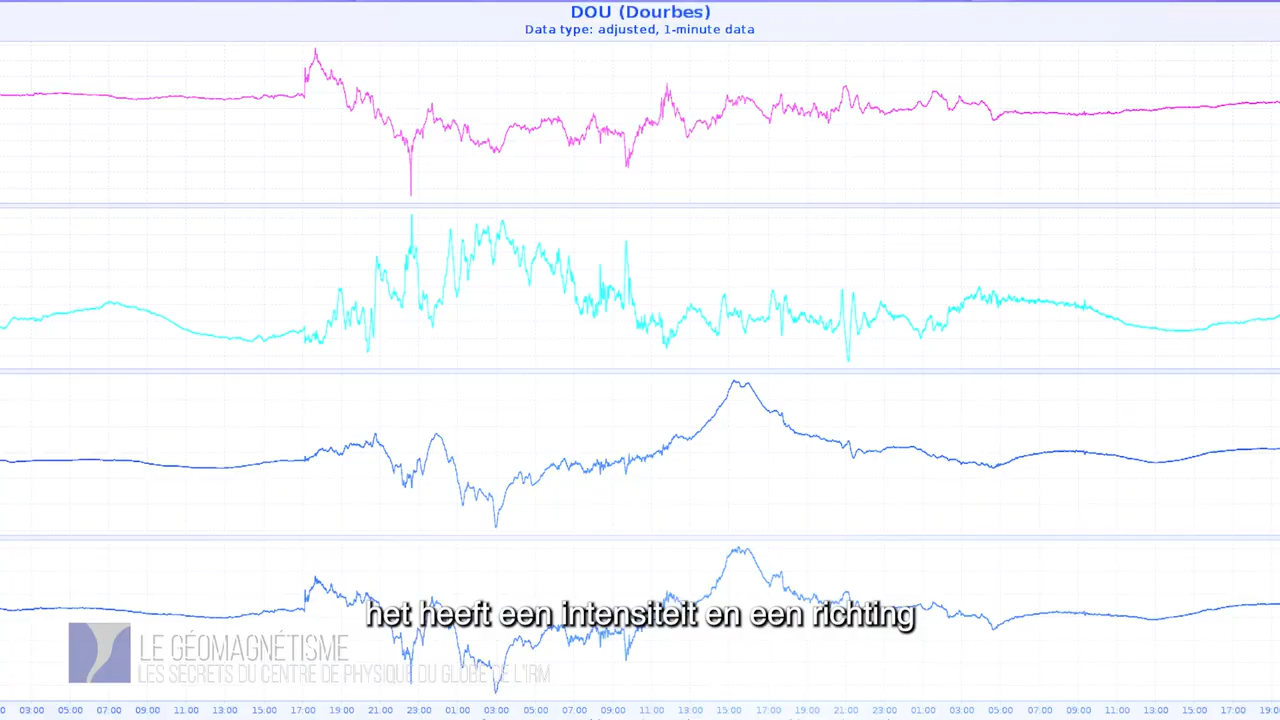 DOU (Dourbes)
Data type: adjusted, 1-minute data
het heeft een intensiteit en een richting
LE GÉOMAGNÉTISME
LES SECRETS DU CENTRE DE PHYSIQUE DU GLOBE DE L'IRM
03:00 05:00 07:00 09:00 11:00 13:00 15:00 17:00 19:00 21:00 23:00 01:00 03:00 05:00 07:00 09:00 11:00 13:00 15:00 17:00 19:00 21:00 23:00 01:00 03:00 05:00 07:00 09:00 11:00 13:00 15:00 17:00 19:0